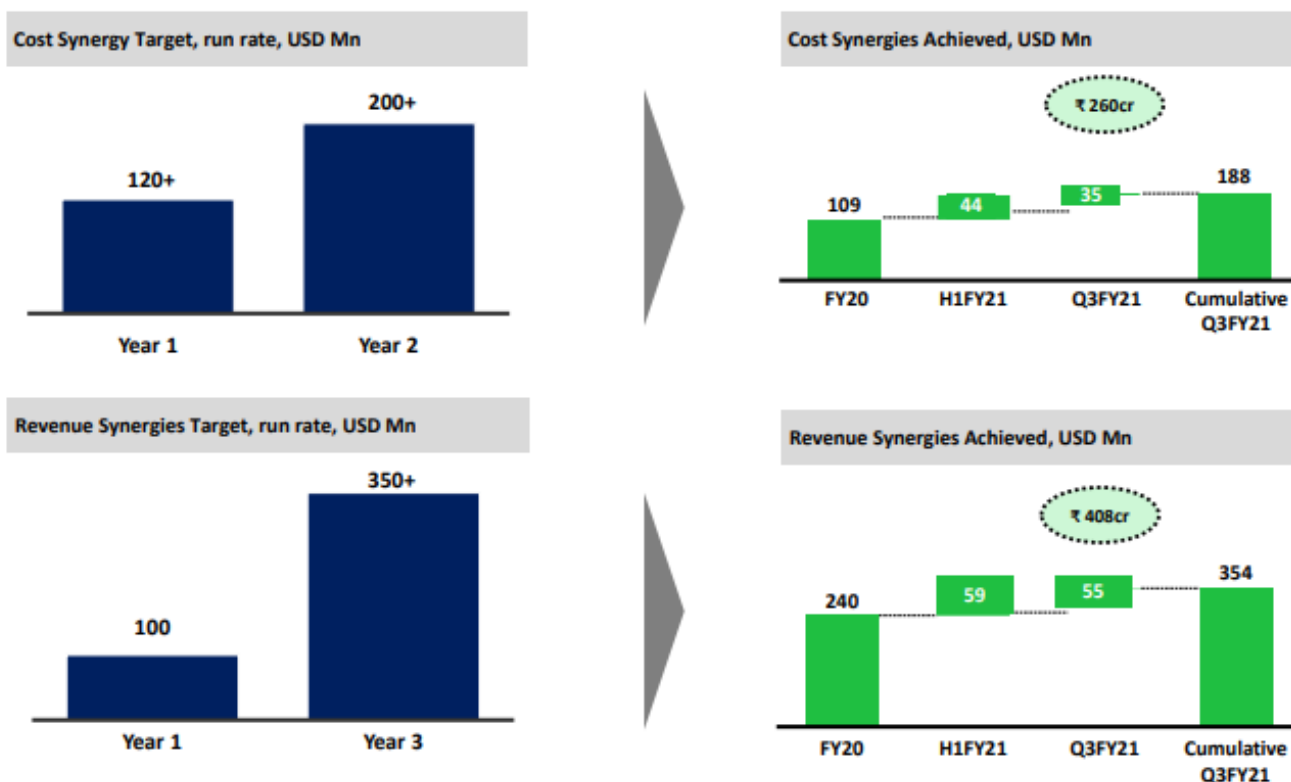 Cost Synergy Target, run rate, USD Mn
120+
200+
Year 1
Year 2
Cost Synergies Achieved, USD Mn
₹ 260cr
109
44
35
188
FY20
H1FY21
Q3FY21
Cumulative
Q3FY21
Revenue Synergies Target, run rate, USD Mn
100
350+
Year 1
Year 3
Revenue Synergies Achieved, USD Mn
₹ 408cr
240
59
55
354
FY20
H1FY21
Q3FY21
Cumulative
Q3FY21